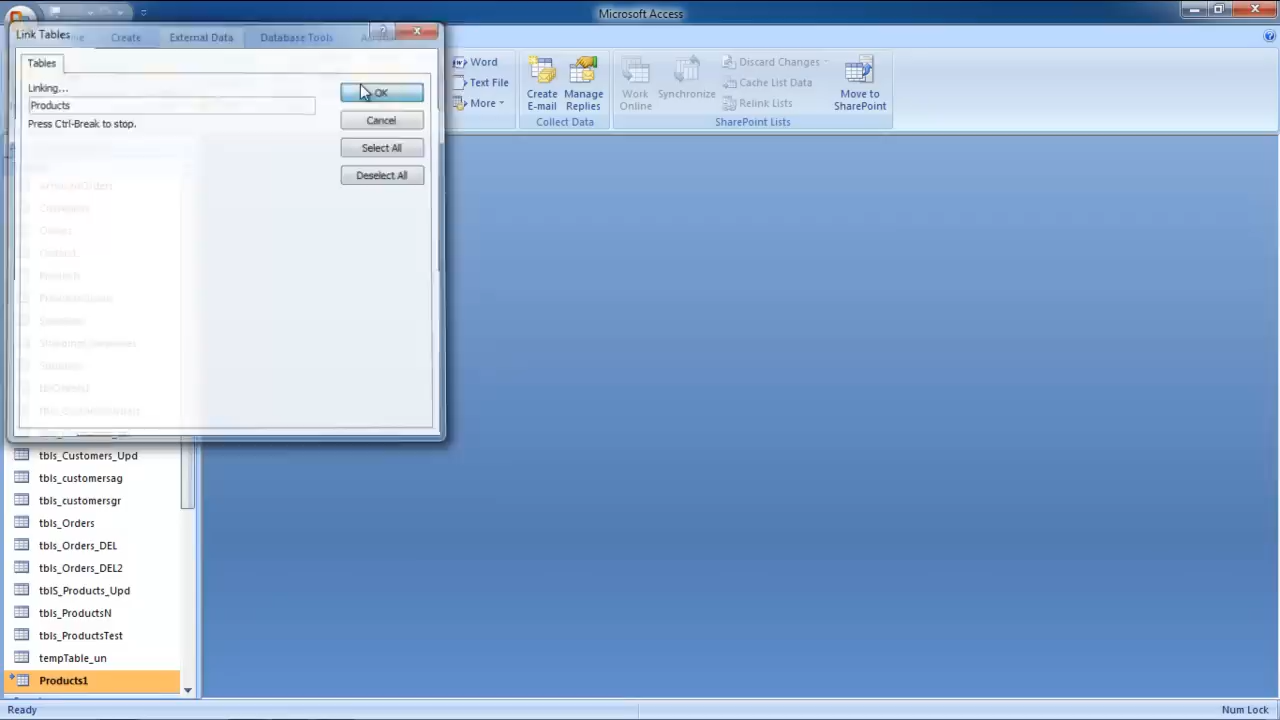 Microsoft Access
Link Tables
Create
External Data
Database Tools
Tables
Linking...
Products
Press Ctrl-Break to stop.
OK
Cancel
Select All
Deselect All
Word
Text File
More
Create E-mail
Manage Replies
Collect Data
Work Online
Synchronize
Discard Changes
Cache List Data
Relink Lists
Move to SharePoint
SharePoint Lists
tbls_Customers_Upd
tbls_customersag
tbls_customersgr
tbls_Orders
tbls_Orders_DEL
tbls_Orders_DEL2
tblS_Products_Upd
tbls_ProductsN
tbls_ProductsTest
tempTable_un
Products1
Ready
Num Lock